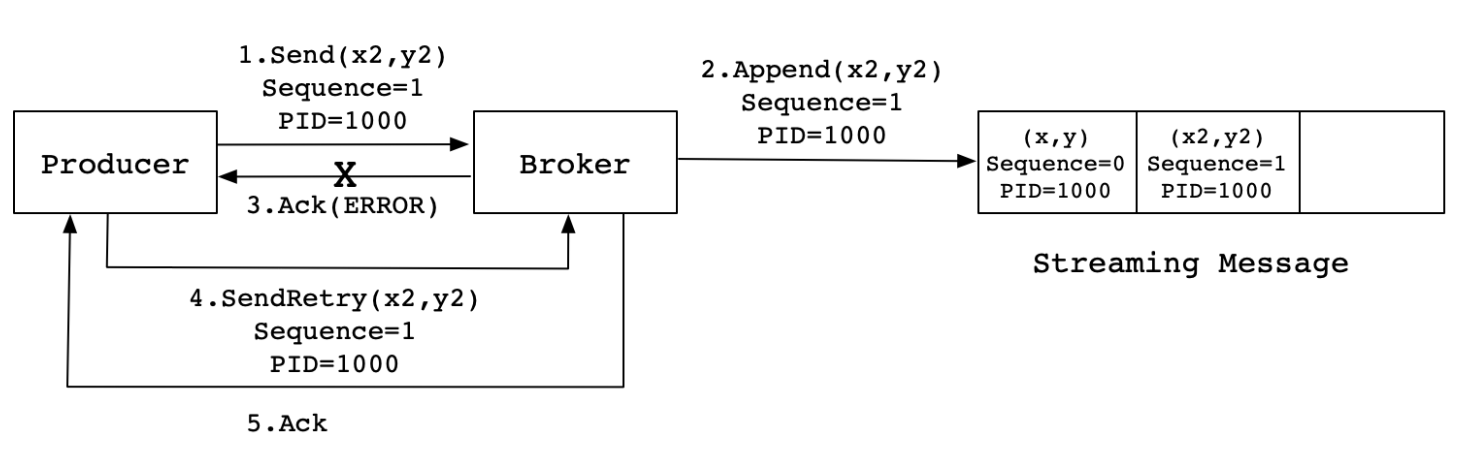 1.Send(x2,y2)
Sequence=1
PID=1000
2.Append(x2,y2)
Sequence=1
PID=1000
Producer
X
3.Ack(ERROR)
Broker
(x,y)
Sequence=0
PID=1000
(x2,y2)
Sequence=1
PID=1000
Streaming Message
4.SendRetry(x2,y2)
Sequence=1
PID=1000
5.Ack